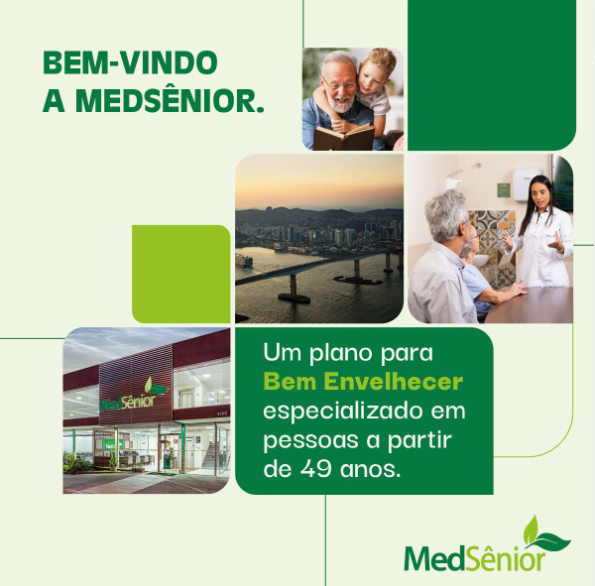 BEM-VINDO
A MEDSÊNIOR.
MedSênior
Um plano para
Bem Envelhecer
especializado em
pessoas a partir
de 49 anos.
MedSênior